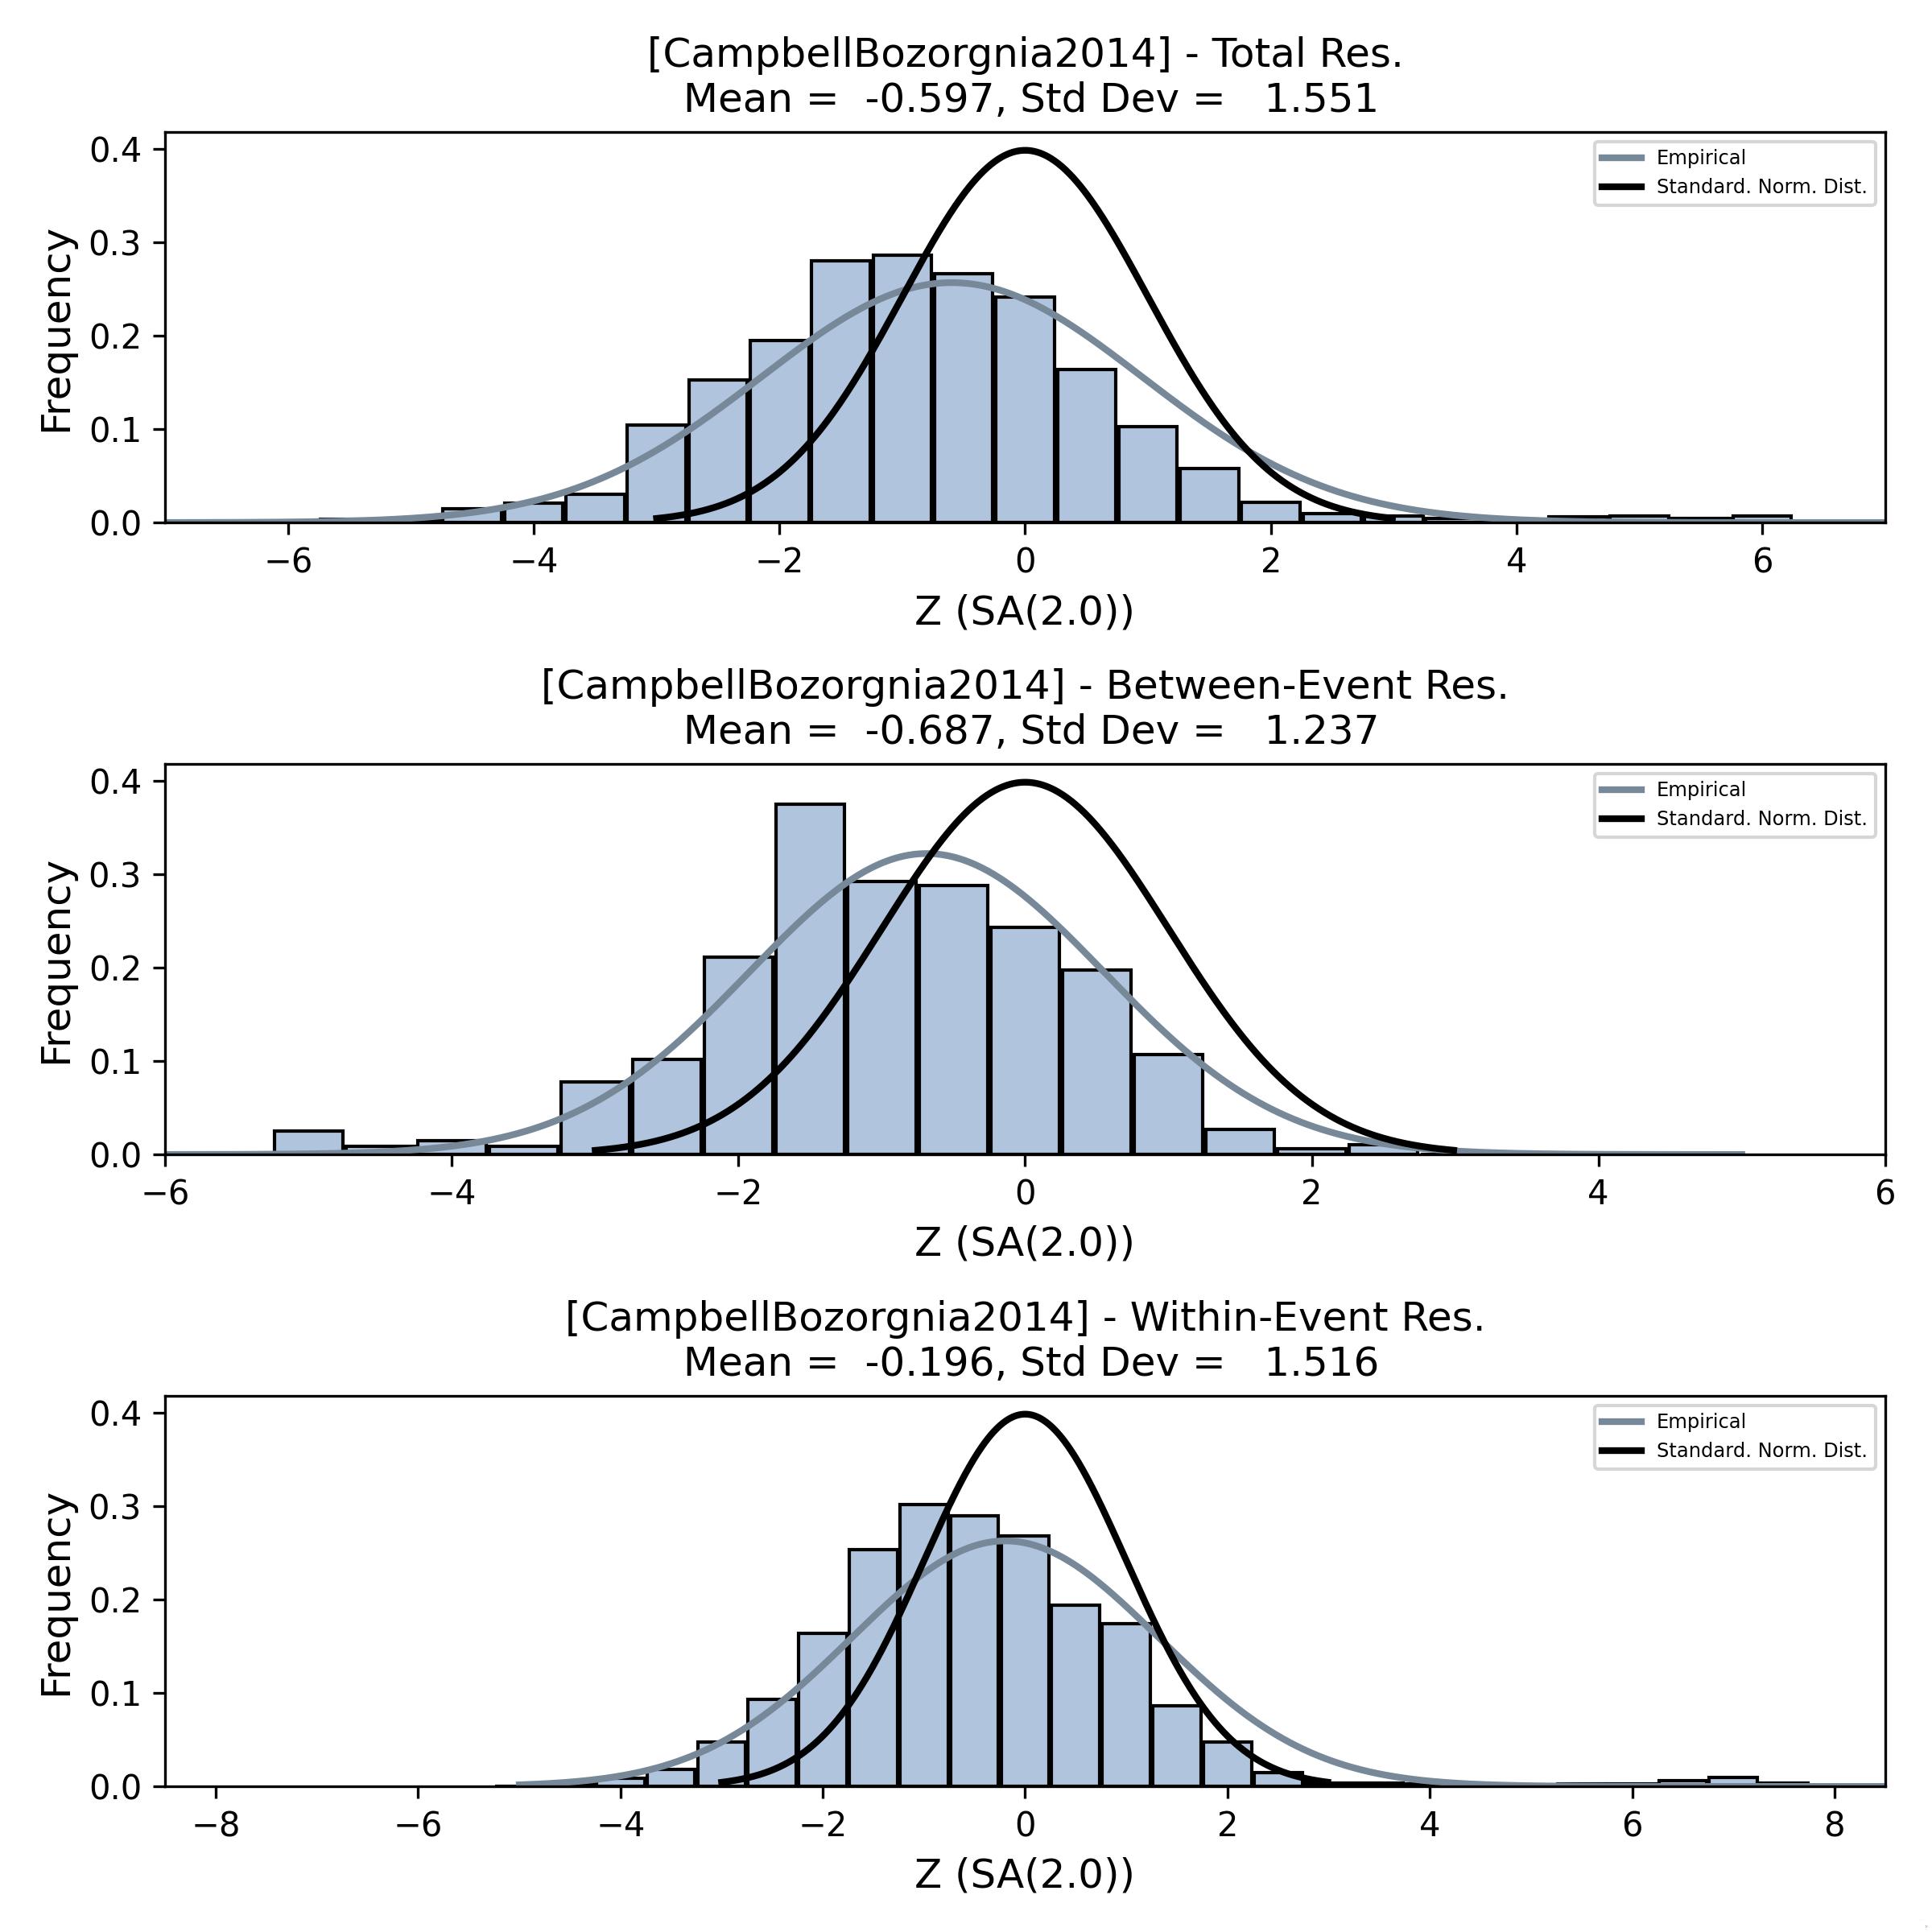 [CampbellBozorgnia2014] - Total Res.
Mean =  -0.597, Std Dev =   1.551
0.4
0.3
0.2
0.1
0.0
Frequency
Empirical
Standard. Norm. Dist.
−6 −4 −2 0 2 4 6
Z (SA(2.0))
[CampbellBozorgnia2014] - Between-Event Res.
Mean =  -0.687, Std Dev =   1.237
0.4
0.3
0.2
0.1
0.0
Frequency
Empirical
Standard. Norm. Dist.
−6 −4 −2 0 2 4 6
Z (SA(2.0))
[CampbellBozorgnia2014] - Within-Event Res.
Mean =  -0.196, Std Dev =   1.516
0.4
0.3
0.2
0.1
0.0
Frequency
Empirical
Standard. Norm. Dist.
−8 −6 −4 −2 0 2 4 6 8
Z (SA(2.0))